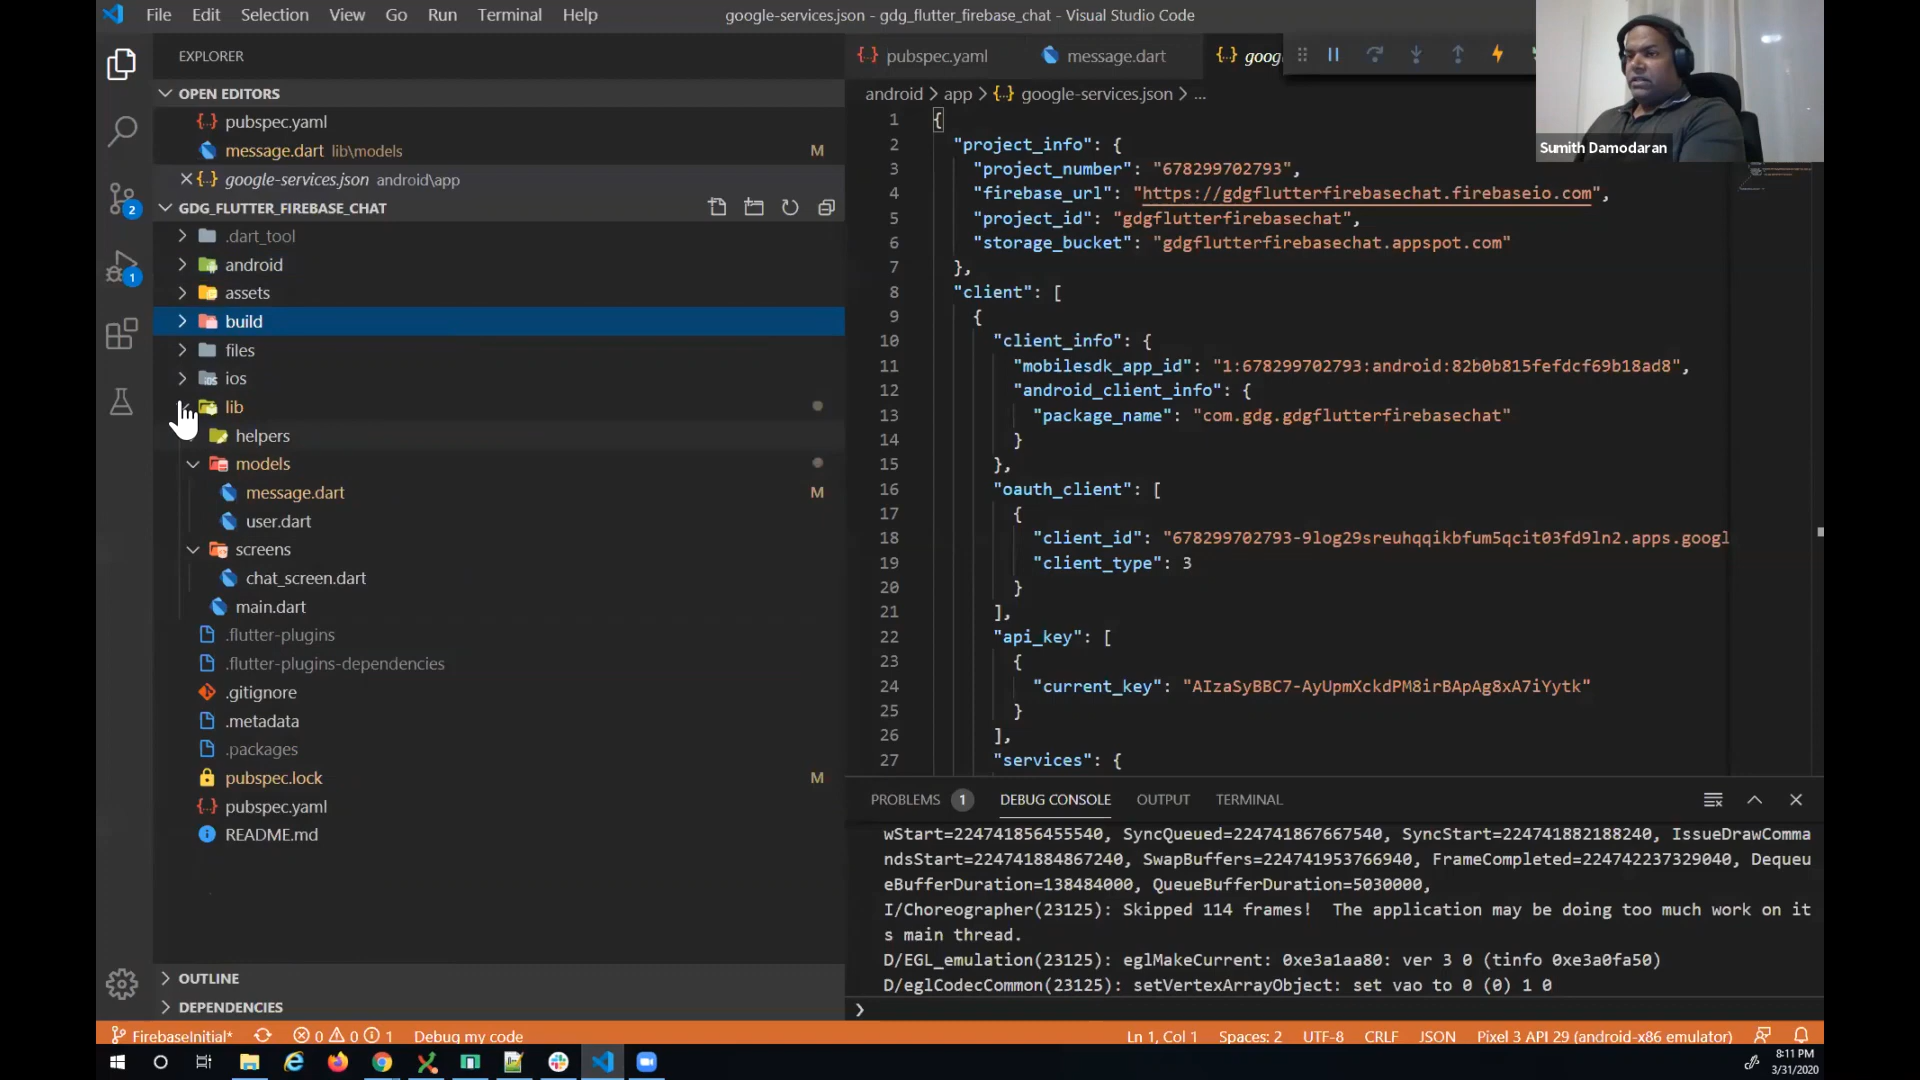 File Edit Selection View Go Run Terminal Help
google-services.json - gdg_flutter_firebase_chat - Visual Studio Code
EXPLORER
OPEN EDITORS
pubspec.yaml
message.dart lib\models M
google-services.json android\app
GDG_FLUTTER_FIREBASE_CHAT
2
.dart_tool
android
1
assets
build
files
ios
lib
helpers
models
message.dart M
user.dart
screens
chat_screen.dart
main.dart
.flutter-plugins
.flutter-plugins-dependencies
.gitignore
.metadata
.packages
pubspec.lock M
pubspec.yaml
README.md
OUTLINE
DEPENDENCIES
pubspec.yaml message.dart goog
Sumith Damodaran
android > app > {..} google-services.json > ...
1 {
2 "project_info": {
3 "project_number": "678299702793",
4 "firebase_url": "https://gdgflutterfirebasechat.firebaseio.com",
5 "project_id": "gdgflutterfirebasechat",
6 "storage_bucket": "gdgflutterfirebasechat.appspot.com"
7 },
8 "client": [
9 {
10 "client_info": {
11 "mobilesdk_app_id": "1:678299702793:android:82b0b815fefdcf69b18ad8",
12 "android_client_info": {
13 "package_name": "com.gdg.gdgflutterfirebasechat"
14 }
15 },
16 "oauth_client": [
17 {
18 "client_id": "678299702793-9log29sreuhqqikbfum5qcit03fd9ln2.apps.googl
19 "client_type": 3
20 }
21 ],
22 "api_key": [
23 {
24 "current_key": "AIzaSyBBC7-AyUpmXckdPM8irBApAg8xA7iYytk"
25 }
26 ],
27 "services": {
PROBLEMS 1 DEBUG CONSOLE OUTPUT TERMINAL
wStart=224741856455540, SyncQueued=224741867667540, SyncStart=224741882188240, IssueDrawComma
ndsStart=224741884867240, SwapBuffers=224741953766940, FrameCompleted=224742237329040, Dequeu
eBufferDuration=138484000, QueueBufferDuration=5030000,
I/Choreographer(23125): Skipped 114 frames!  The application may be doing too much work on it
s main thread.
D/EGL_emulation(23125): eglMakeCurrent: 0xe3a1aa80: ver 3 0 (tinfo 0xe3a0fa50)
D/eglCodecCommon(23125): setVertexArrayObject: set vao to 0 (0) 1 0
FirebaseInitial* 0 0 1 Debug my code Ln 1, Col 1 Spaces: 2 UTF-8 CRLF JSON Pixel 3 API 29 (android-x86 emulator)
8:11 PM
3/31/2020